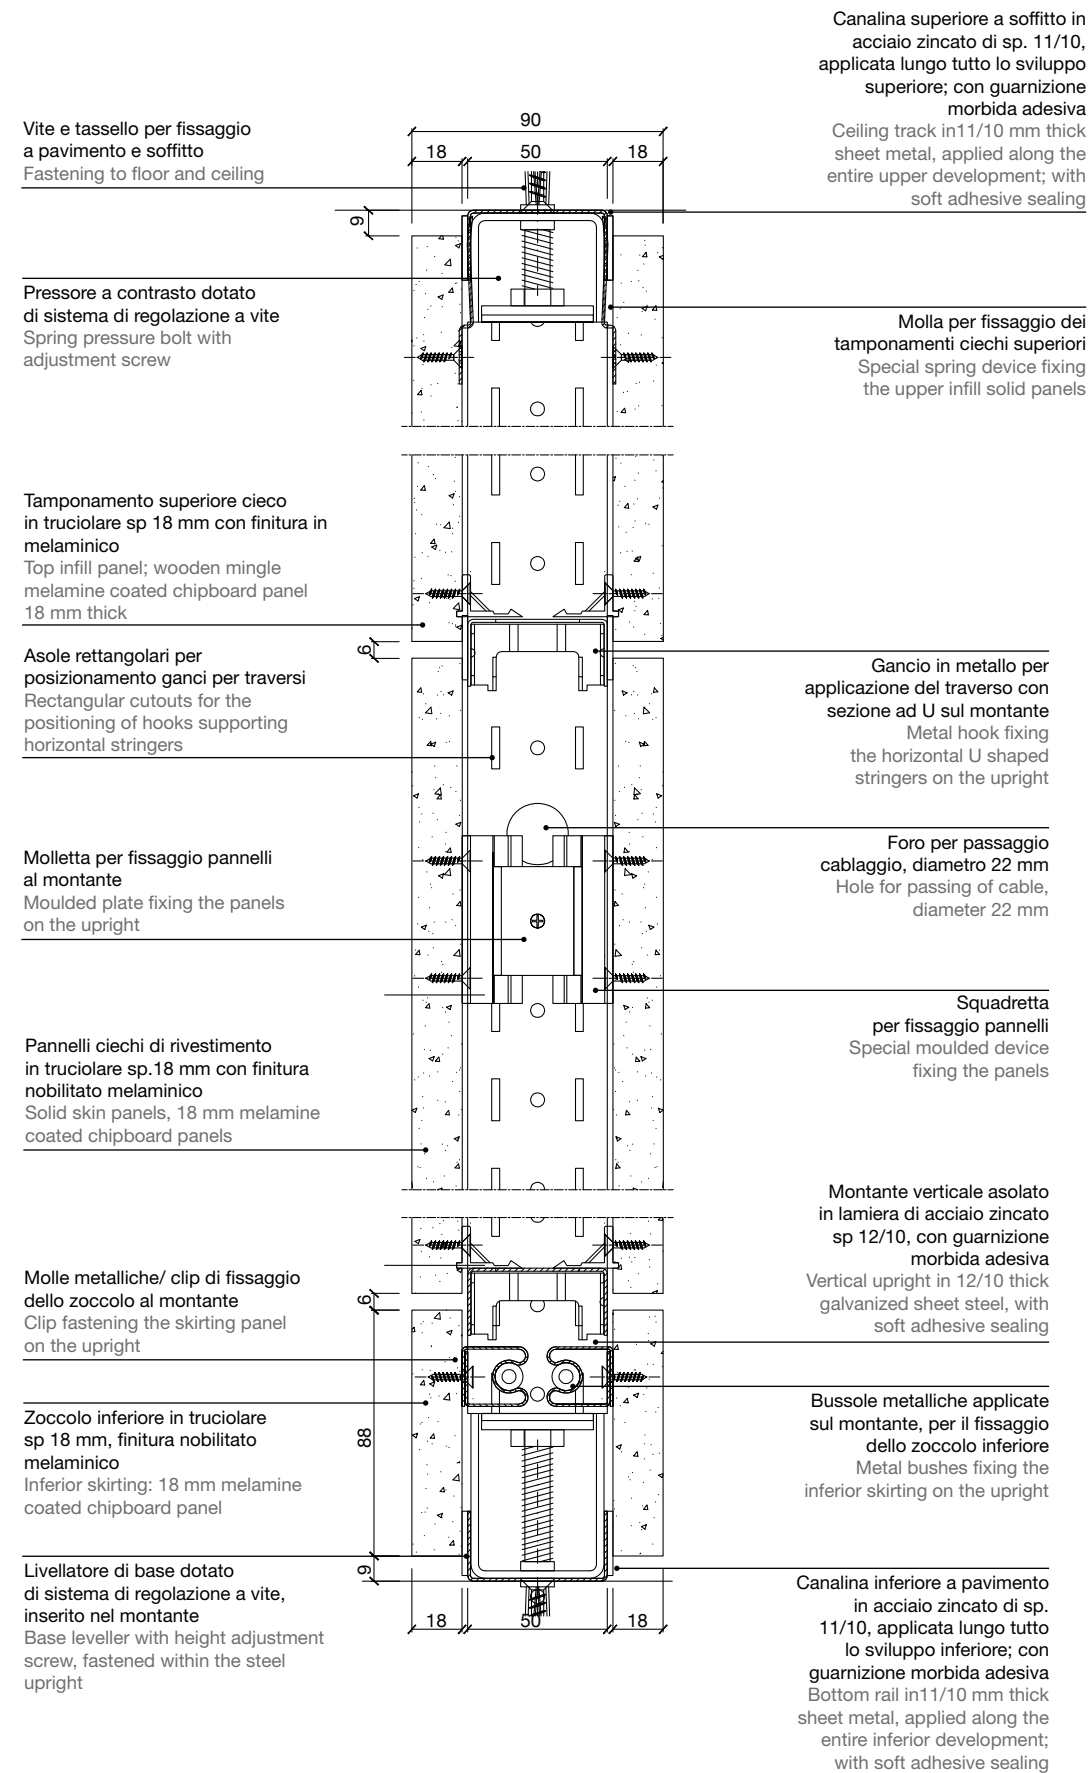 Canalina superiore a soffitto in
acciaio zincato di sp. 11/10,
applicata lungo tutto lo sviluppo
superiore; con guarnizione
morbida adesiva
Ceiling track in11/10 mm thick
sheet metal, applied along the
entire upper development; with
soft adhesive sealing
Vite e tassello per fissaggio
a pavimento e soffitto
Fastening to floor and ceiling
90
18
50
18
9
Pressore a contrasto dotato
di sistema di regolazione a vite
Spring pressure bolt with
adjustment screw
Molla per fissaggio dei
tamponamenti ciechi superiori
Special spring device fixing
the upper infill solid panels
Tamponamento superiore cieco
in truciolare sp 18 mm con finitura in
melaminico
Top infill panel; wooden mingle
melamine coated chipboard panel
18 mm thick
6
Asole rettangolari per
posizionamento ganci per traversi
Rectangular cutouts for the
positioning of hooks supporting
horizontal stringers
Gancio in metallo per
applicazione del traverso con
sezione ad U sul montante
Metal hook fixing
the horizontal U shaped
stringers on the upright
Molletta per fissaggio pannelli
al montante
Moulded plate fixing the panels
on the upright
Foro per passaggio
cablaggio, diametro 22 mm
Hole for passing of cable,
diameter 22 mm
Squadretta
per fissaggio pannelli
Special moulded device
fixing the panels
Pannelli ciechi di rivestimento
in truciolare sp.18 mm con finitura
nobilitato melaminico
Solid skin panels, 18 mm melamine
coated chipboard panels
Montante verticale asolato
in lamiera di acciaio zincato
sp 12/10, con guarnizione
morbida adesiva
Vertical upright in 12/10 thick
galvanized sheet steel, with
soft adhesive sealing
Molle metalliche/ clip di fissaggio
dello zoccolo al montante
Clip fastening the skirting panel
on the upright
6
88
Zoccolo inferiore in truciolare
sp 18 mm, finitura nobilitato
melaminico
Inferior skirting: 18 mm melamine
coated chipboard panel
Bussole metalliche applicate
sul montante, per il fissaggio
dello zoccolo inferiore
Metal bushes fixing the
inferior skirting on the upright
Livellatore di base dotato
di sistema di regolazione a vite,
inserito nel montante
Base leveller with height adjustment
screw, fastened within the steel
upright
9
18
50
18
Canalina inferiore a pavimento
in acciaio zincato di sp.
11/10, applicata lungo tutto
lo sviluppo inferiore; con
guarnizione morbida adesiva
Bottom rail in11/10 mm thick
sheet metal, applied along the
entire inferior development;
with soft adhesive sealing